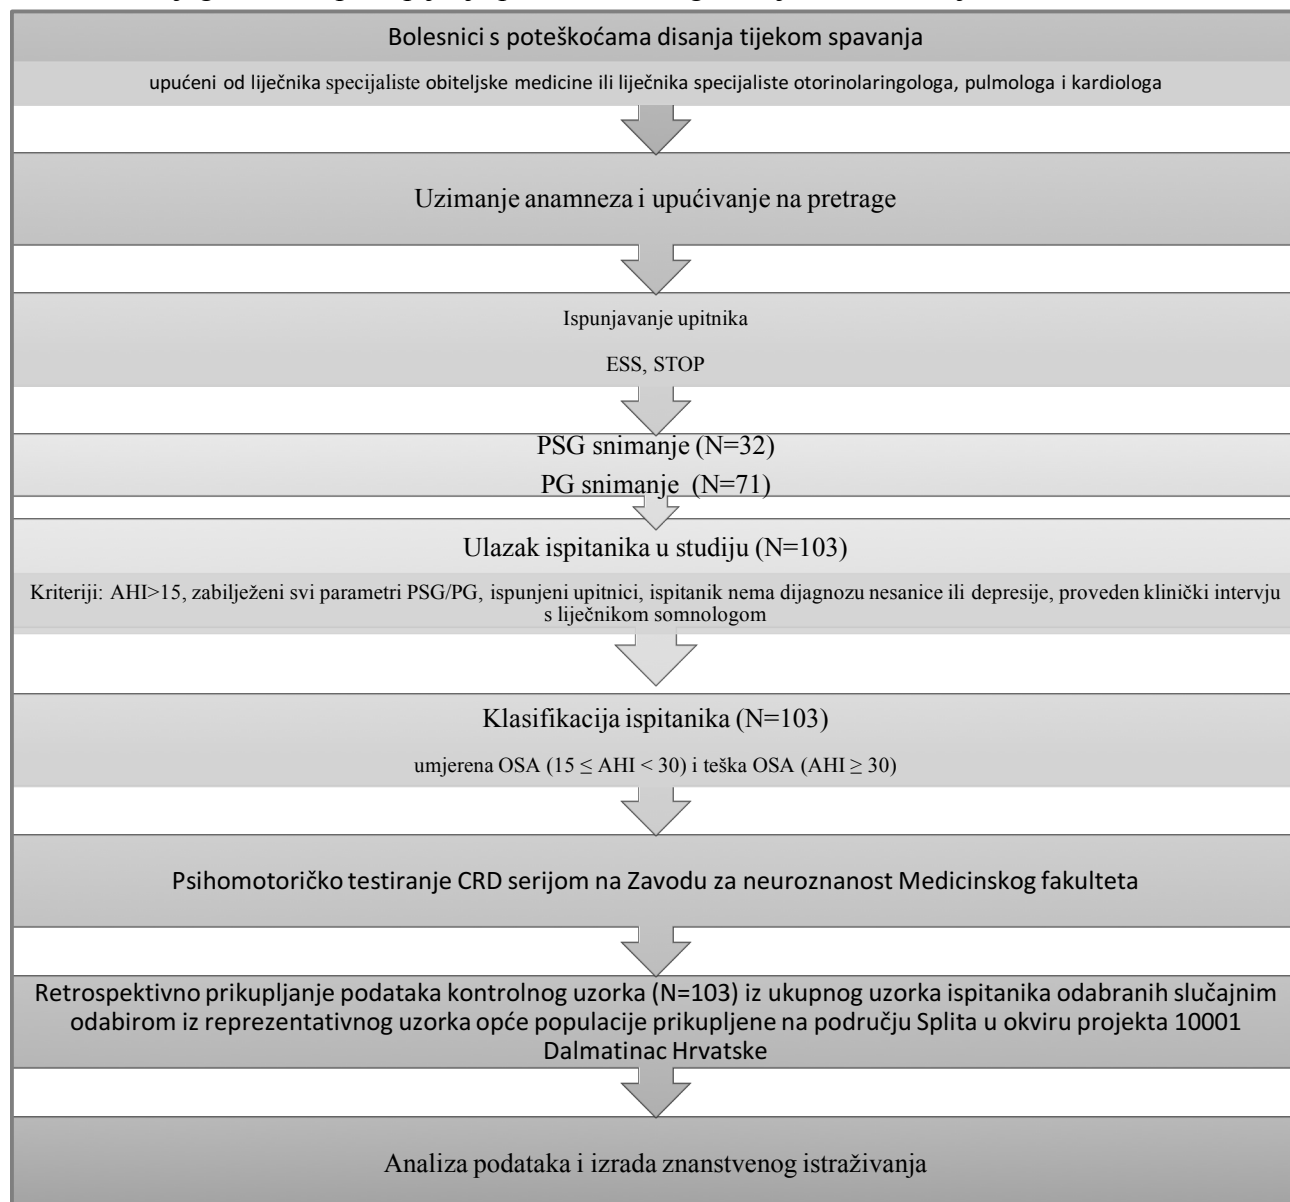 Bolesnici s poteškoćama disanja tijekom spavanja
upućeni od liječnika specijaliste obiteljske medicine ili liječnika specijaliste otorinolaringologa, pulmologa i kardiologa
Uzimanje anamneza i upućivanje na pretrage
Ispunjavanje upitnika
ESS, STOP
PSG snimanje (N=32)
PG snimanje (N=71)
Ulazak ispitanika u studiju (N=103)
Kriteriji: AHI>15, zabilježeni svi parametri PSG/PG, ispunjeni upitnici, ispitanik nema dijagnozu nesanice ili depresije, proveden klinički intervju
s liječnikom somnologom
Klasifikacija ispitanika (N=103)
umjerena OSA (15 ≤ AHI < 30) i teška OSA (AHI ≥ 30)
Psihomotoričko testiranje CRD serijom na Zavodu za neuroznanost Medicinskog fakulteta
Retrospektivno prikupljanje podataka kontrolnog uzorka (N=103) iz ukupnog uzorka ispitanika odabranih slučajnim
odabirom iz reprezentativnog uzorka opće populacije prikupljene na području Splita u okviru projekta 10001
Dalmatinac Hrvatske
Analiza podataka i izrada znanstvenog istraživanja